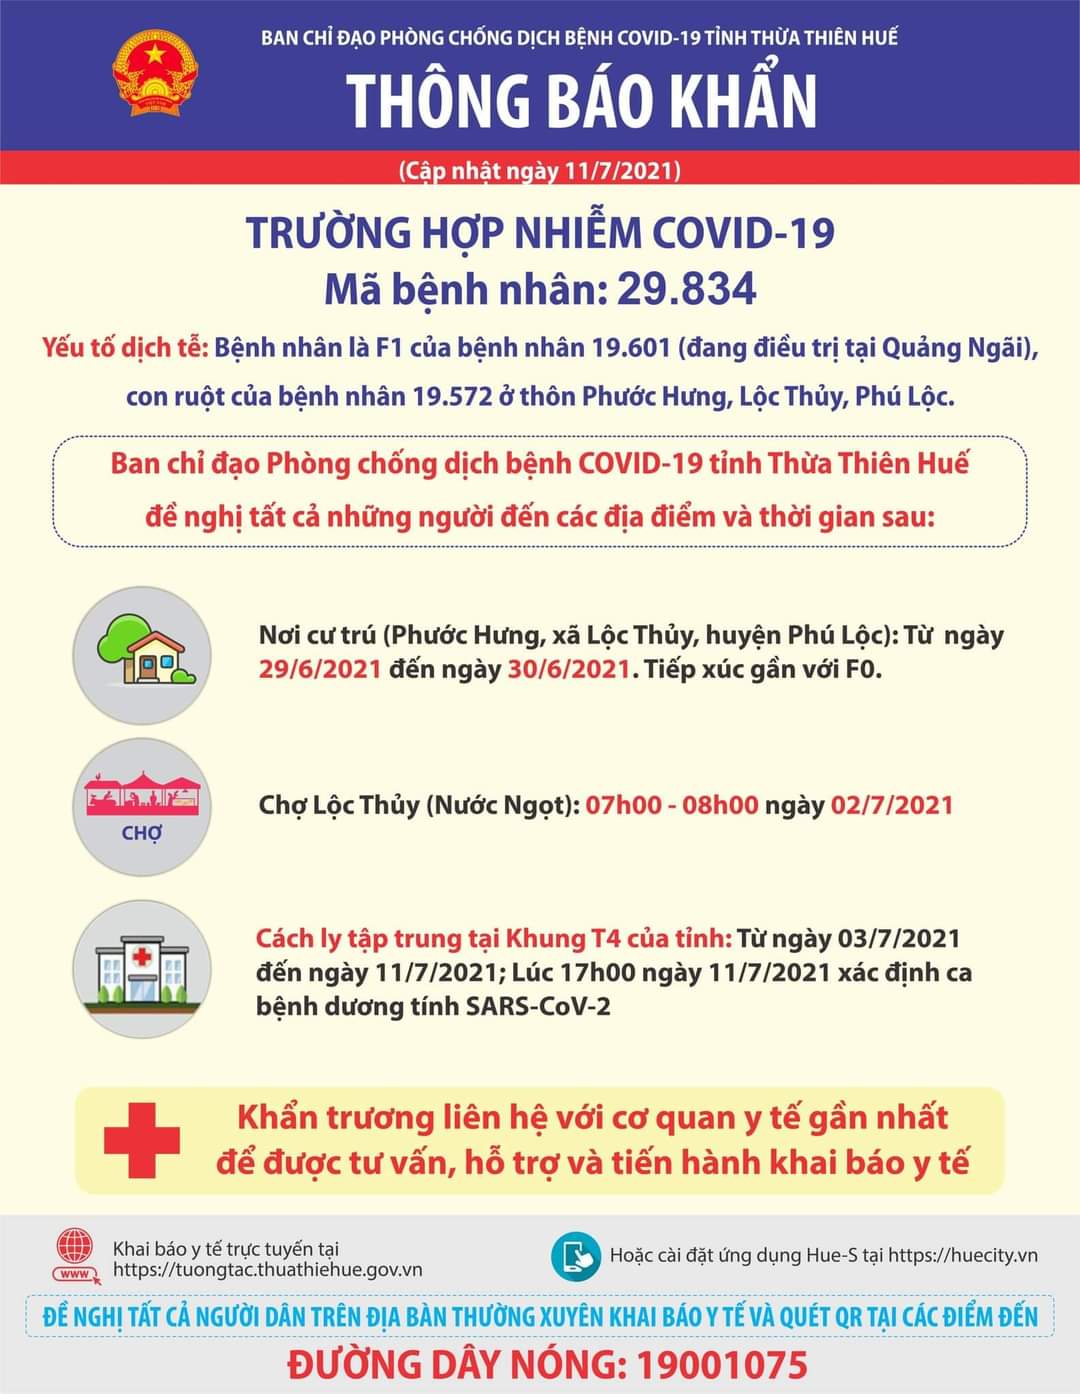 BAN CHỈ ĐẠO PHÒNG CHỐNG DỊCH BỆNH COVID-19 TỈNH THỪA THIÊN HUẾ
THÔNG BÁO KHẨN
(Cập nhật ngày 11/7/2021)
TRƯỜNG HỢP NHIỄM COVID-19
Mã bệnh nhân: 29.834
Yếu tố dịch tễ: Bệnh nhân là F1 của bệnh nhân 19.601 (đang điều trị tại Quảng Ngãi),
con ruột của bệnh nhân 19.572 ở thôn Phước Hưng, Lộc Thủy, Phú Lộc.
Ban chỉ đạo Phòng chống dịch bệnh COVID-19 tỉnh Thừa Thiên Huế
đề nghị tất cả những người đến các địa điểm và thời gian sau:
Nơi cư trú (Phước Hưng, xã Lộc Thủy, huyện Phú Lộc): Từ ngày
29/6/2021 đến ngày 30/6/2021. Tiếp xúc gần với F0.
CHỢ
Chợ Lộc Thủy (Nước Ngọt): 07h00 - 08h00 ngày 02/7/2021
Cách ly tập trung tại Khung T4 của tỉnh: Từ ngày 03/7/2021
đến ngày 11/7/2021; Lúc 17h00 ngày 11/7/2021 xác định ca
bệnh dương tính SARS-CoV-2
Khẩn trương liên hệ với cơ quan y tế gần nhất
để được tư vấn, hỗ trợ và tiến hành khai báo y tế
www
Khai báo y tế trực tuyến tại
https://tuongtac.thuathiehue.gov.vn
Hoặc cài đặt ứng dụng Hue-S tại https://huecity.vn
ĐỀ NGHỊ TẤT CẢ NGƯỜI DÂN TRÊN ĐỊA BÀN THƯỜNG XUYÊN KHAI BÁO Y TẾ VÀ QUÉT QR TẠI CÁC ĐIỂM ĐẾN
ĐƯỜNG DÂY NÓNG: 19001075